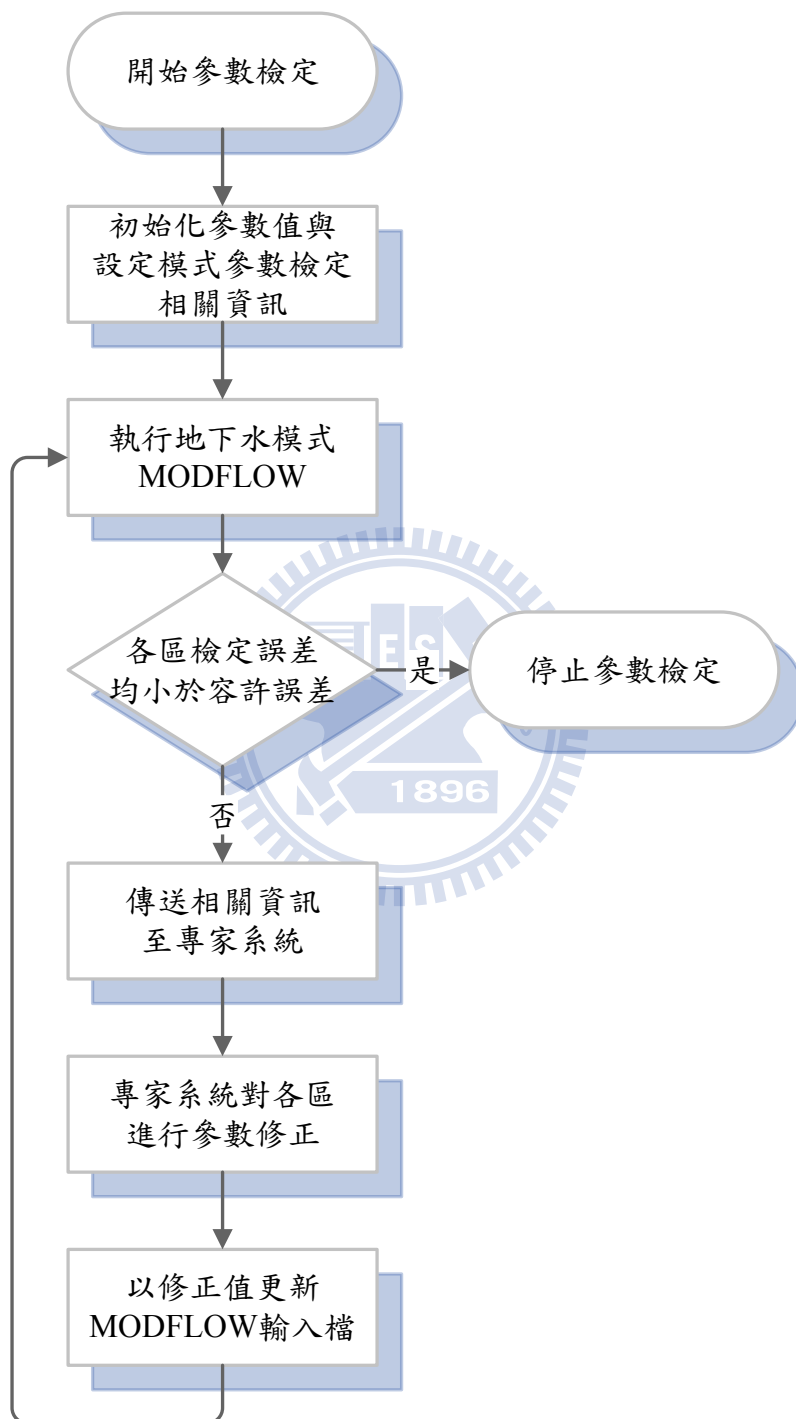 開始參數檢定
初始化參數值與
設定模式參數檢定
相關資訊
執行地下水模式
MODFLOW
各區檢定誤差
均小於容許誤差
是
停止參數檢定
否
傳送相關資訊
至專家系統
專家系統對各區
進行參數修正
以修正值更新
MODFLOW輸入檔
ES
1896